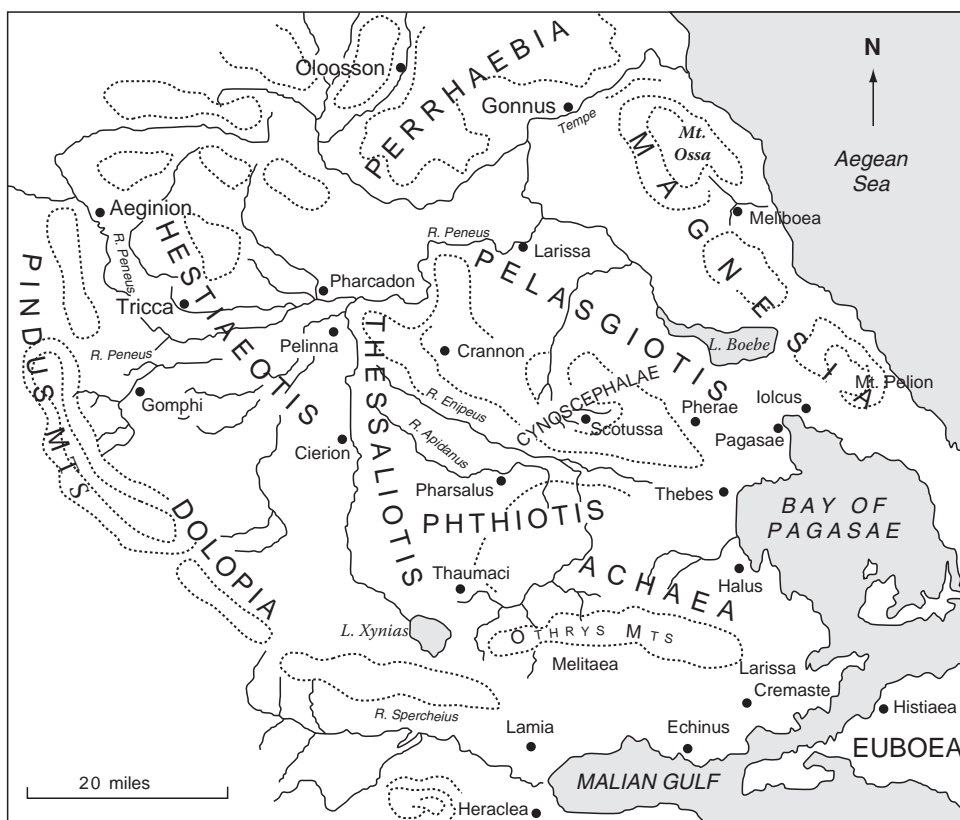 Oloosson
PERRHAEBIA
Gonnus
Tempe
N
Mt.
Ossa
MAGNESIA
Aegean
Sea
Meliboea
Aeginion
R. Peneus
HESTIAEOTIS
Tricca
Pharcadon
R. Peneus
Larissa
PELASGIOTIS
L. Boebe
PINDUS MTS
R. Peneus
Gomphi
Pelinna
THESSALIOTIS
Crannon
R. Enipeus
R. Apidanus
CYNOSCEPHALAE
Scotussa
Pherae
Iolcus
Mt. Pelion
Pagasae
Cierion
Pharsalus
Thebes
PHTHIOTIS
BAY OF
PAGASAE
DOLOPIA
Thaumaci
ACHAEA
Halus
L. Xynias
OTHRYS MTS
Melitaea
Larissa
Cremaste
R. Spercheius
Lamia
Echinus
Histiaea
EUBOEA
20 miles
MALIAN GULF
Heraclea